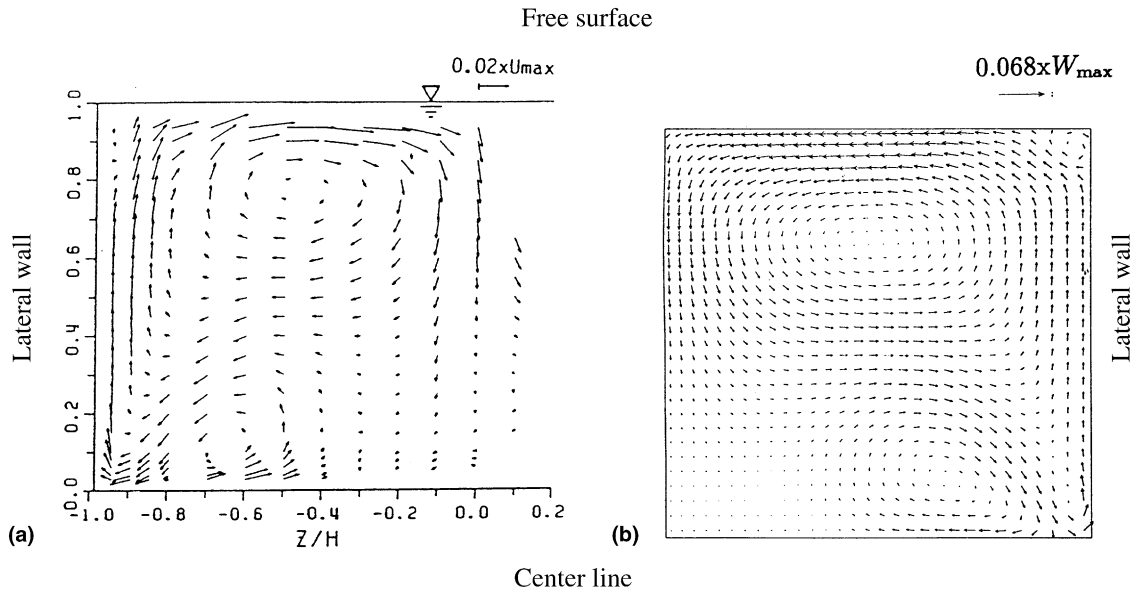 Free surface
0.02xUmax
0.068xWmax
1.0
0.8
0.6
0.4
0.2
0.0
Lateral wall
Lateral wall
-1.0 -0.8 -0.6 -0.4 -0.2 0.0 0.2
(a) Z/H (b)
Center line